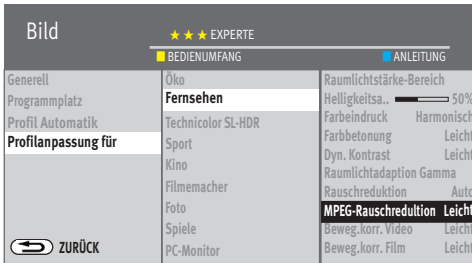 Bild
★ ★ ★ EXPERTE
BEDIENUMFANG
ANLEITUNG
Generell
Programmplatz
Profil Automatik
Profilanpassung für
ZURÜCK
Öko
Fernsehen
Technicolor SL-HDR
Sport
Kino
Filmemacher
Foto
Spiele
PC-Monitor
Raumlichtstärke-Bereich
Helligkeitsa.. 50%
Farbeindruck Harmonisch
Farbbetonung Leicht
Dyn. Kontrast Leicht
Raumlichtadaption Gamma
Rauschreduktion Auto
MPEG-Rauschredultion Leicht
Beweg.korr. Video Leicht
Beweg.korr. Film Leicht